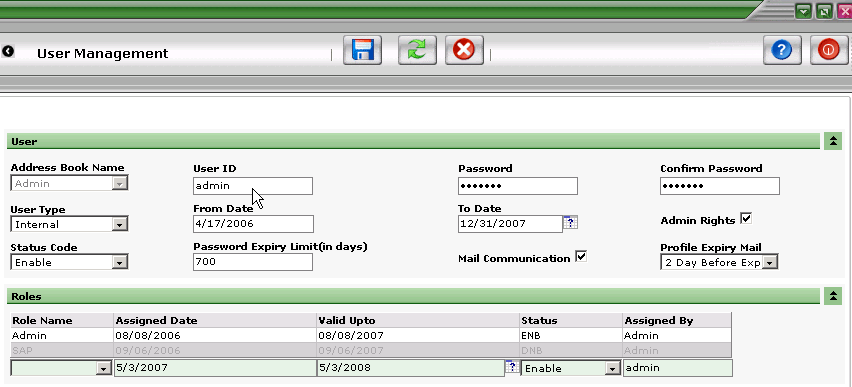 User Management
User
Address Book Name User ID Password Confirm Password
Admin admin ••••••• •••••••
User Type From Date To Date Admin Rights
Internal 4/17/2006 12/31/2007
Status Code Password Expiry Limit(in days) Mail Communication Profile Expiry Mail
Enable 700 2 Day Before Exp
Roles
Role Name Assigned Date Valid Upto Status Assigned By
Admin 08/08/2006 08/08/2007 ENB Admin
SAP 09/06/2006 09/06/2007 DNB Admin
5/3/2007 5/3/2008 Enable admin